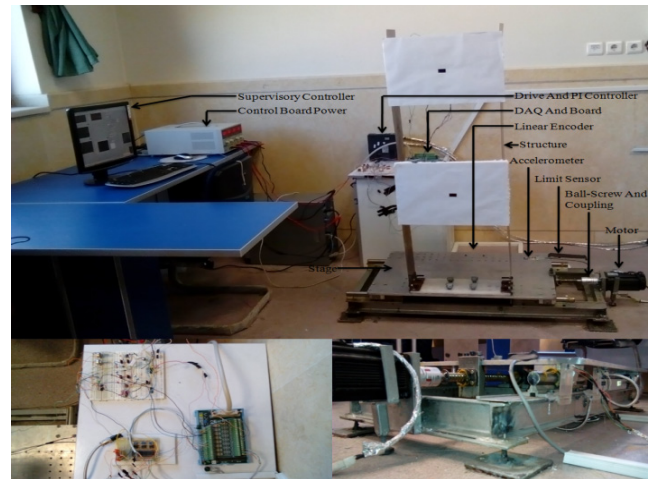 Supervisory Controller
Control Board Power
Drive And PI Controller
DAQ And Board
Linear Encoder
Structure
Accelerometer
Limit Sensor
Ball-Screw And
Coupling
Motor
Stage